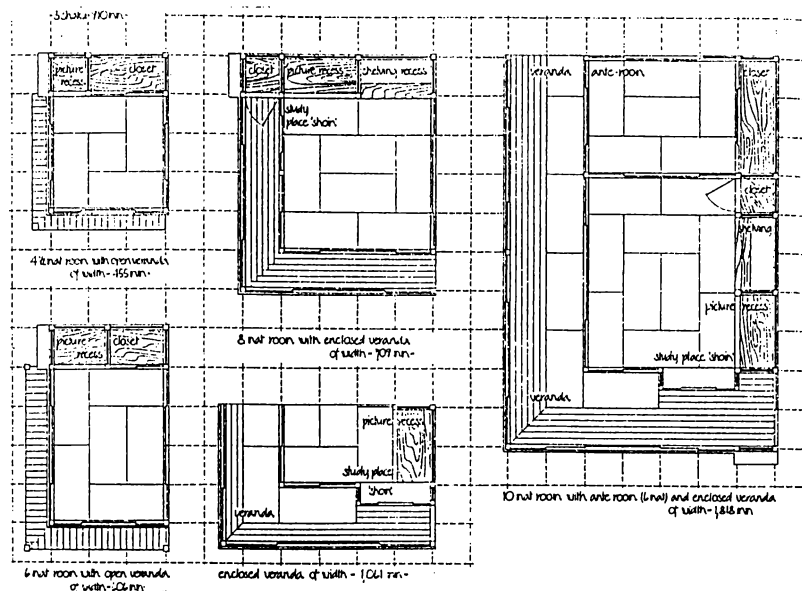 picture recess
closet
4½ mat room with open veranda
of width - 455 mm -
closet
picture recess
shelving recess
study
place 'shoin'
8 mat room with enclosed veranda
of width - 909 mm -
veranda
ante-room
closet
closet
shelving
picture recess
study place 'shoin'
veranda
10 mat room with ante room (6 mat) and enclosed veranda
of width - 1,818 mm
picture recess
closet
6 mat room with open veranda
of width - 606 mm -
picture recess
study place
'shoin'
veranda
enclosed veranda of width - 1,061 mm -